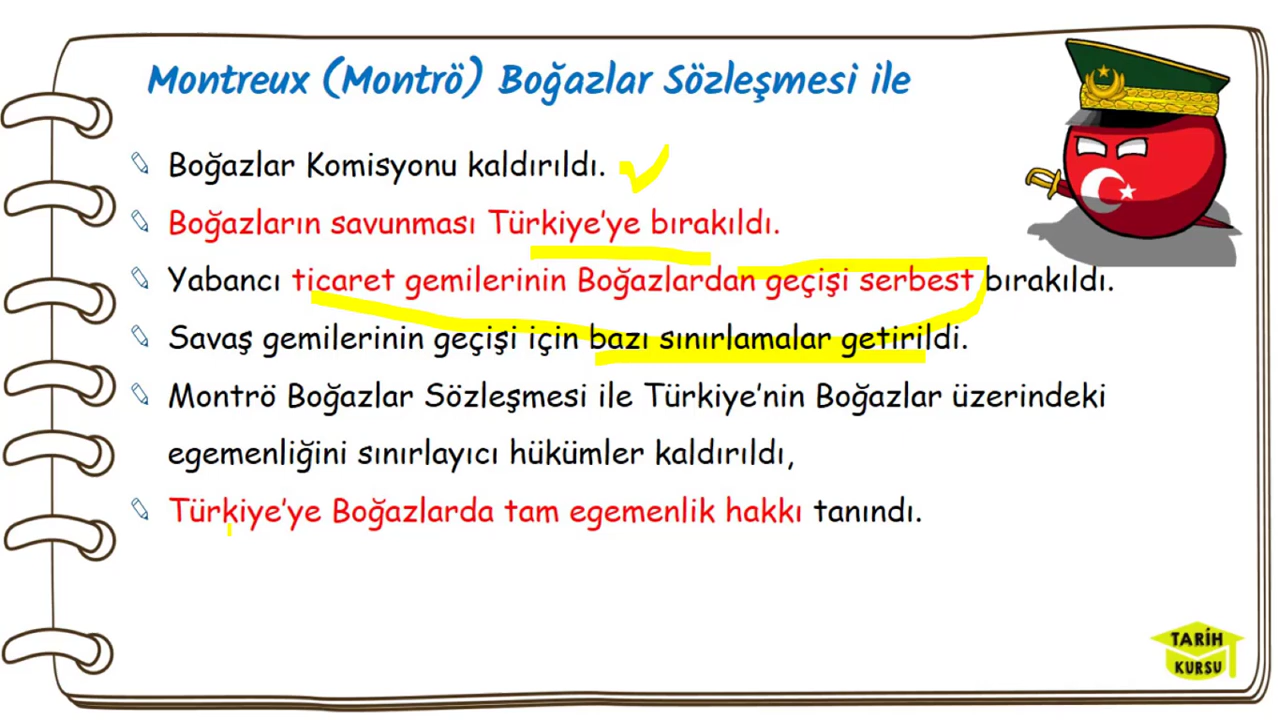 Montreux (Montrö) Boğazlar Sözleşmesi ile
Boğazlar Komisyonu kaldırıldı.
Boğazların savunması Türkiye'ye bırakıldı.
Yabancı ticaret gemilerinin Boğazlardan geçişi serbest bırakıldı.
Savaş gemilerinin geçişi için bazı sınırlamalar getirildi.
Montrö Boğazlar Sözleşmesi ile Türkiye'nin Boğazlar üzerindeki
egemenliğini sınırlayıcı hükümler kaldırıldı,
Türkiye'ye Boğazlarda tam egemenlik hakkı tanındı.
TARİH
KURSU